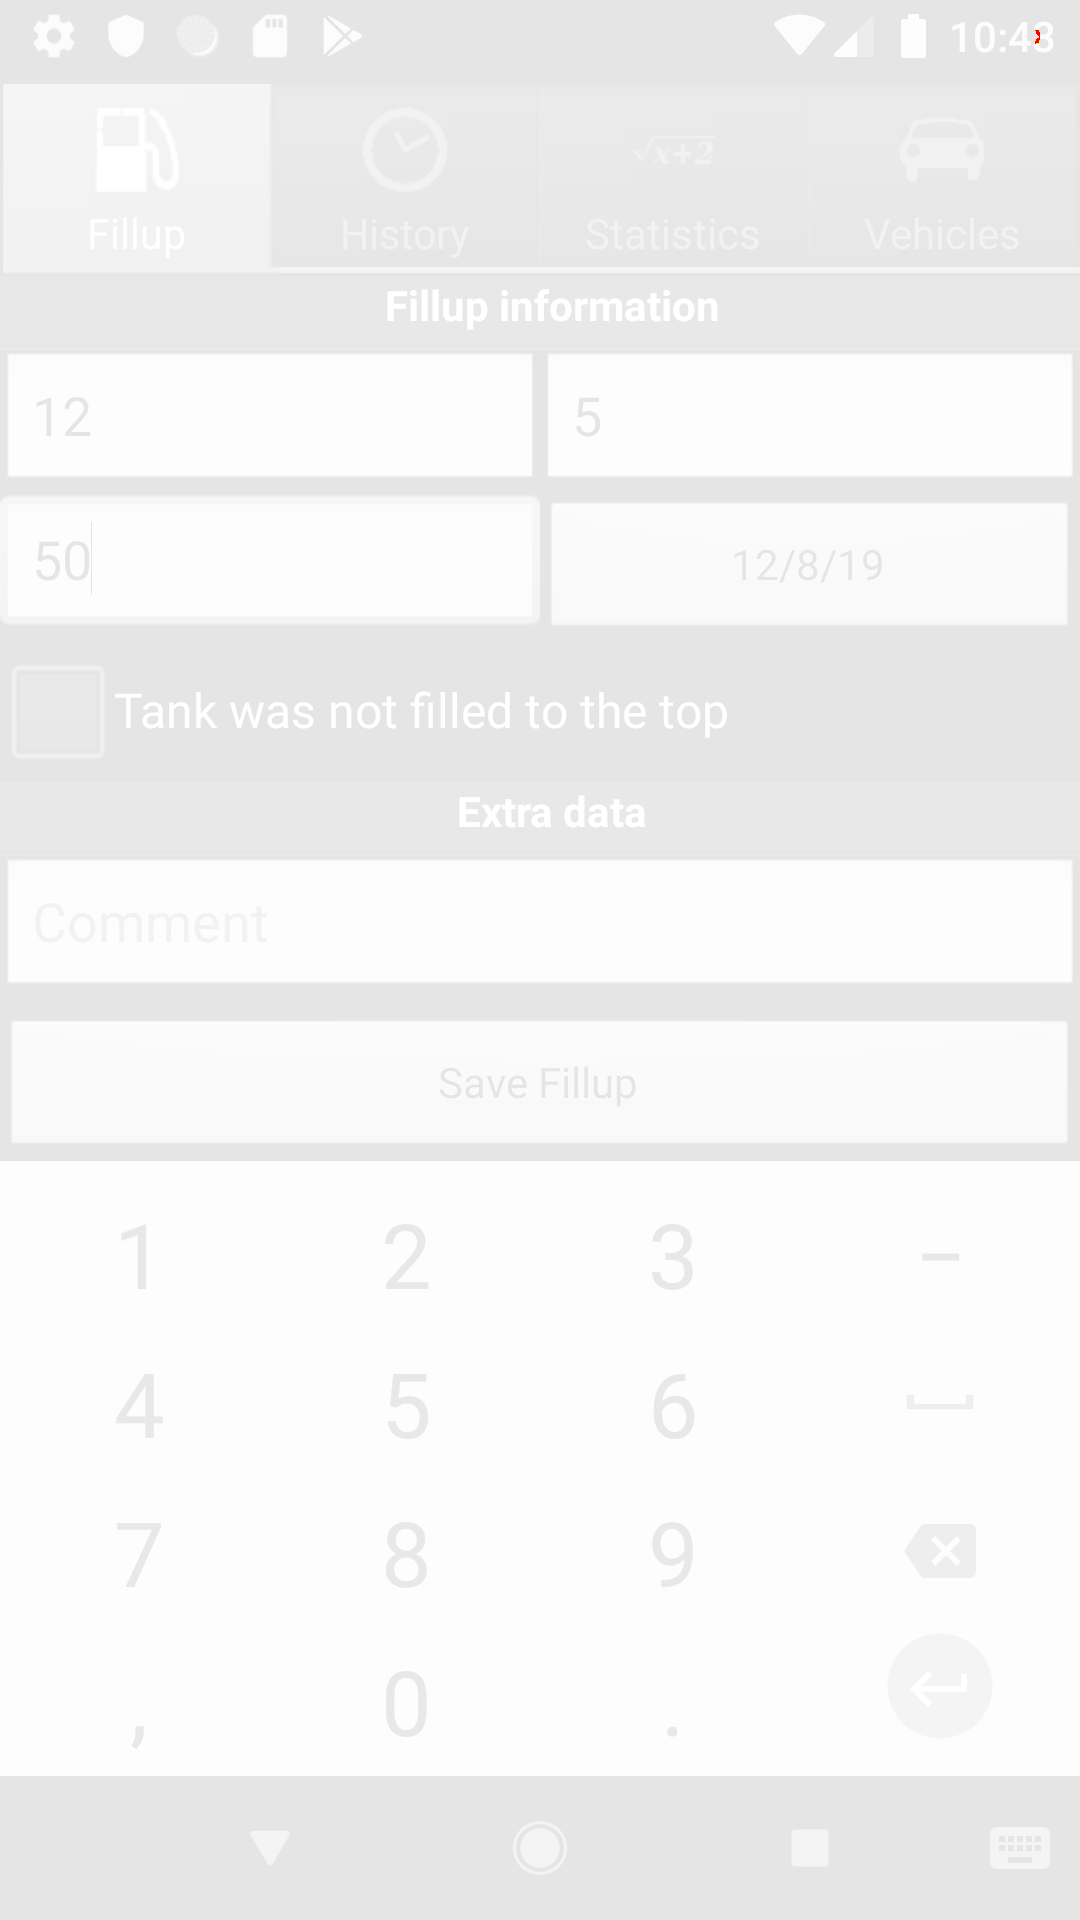 10:43
Fillup
History
√x+2
Statistics
Vehicles
Fillup information
12
5
50
12/8/19
Tank was not filled to the top
Extra data
Comment
Save Fillup
1 2 3 –
4 5 6
7 8 9
, 0 .